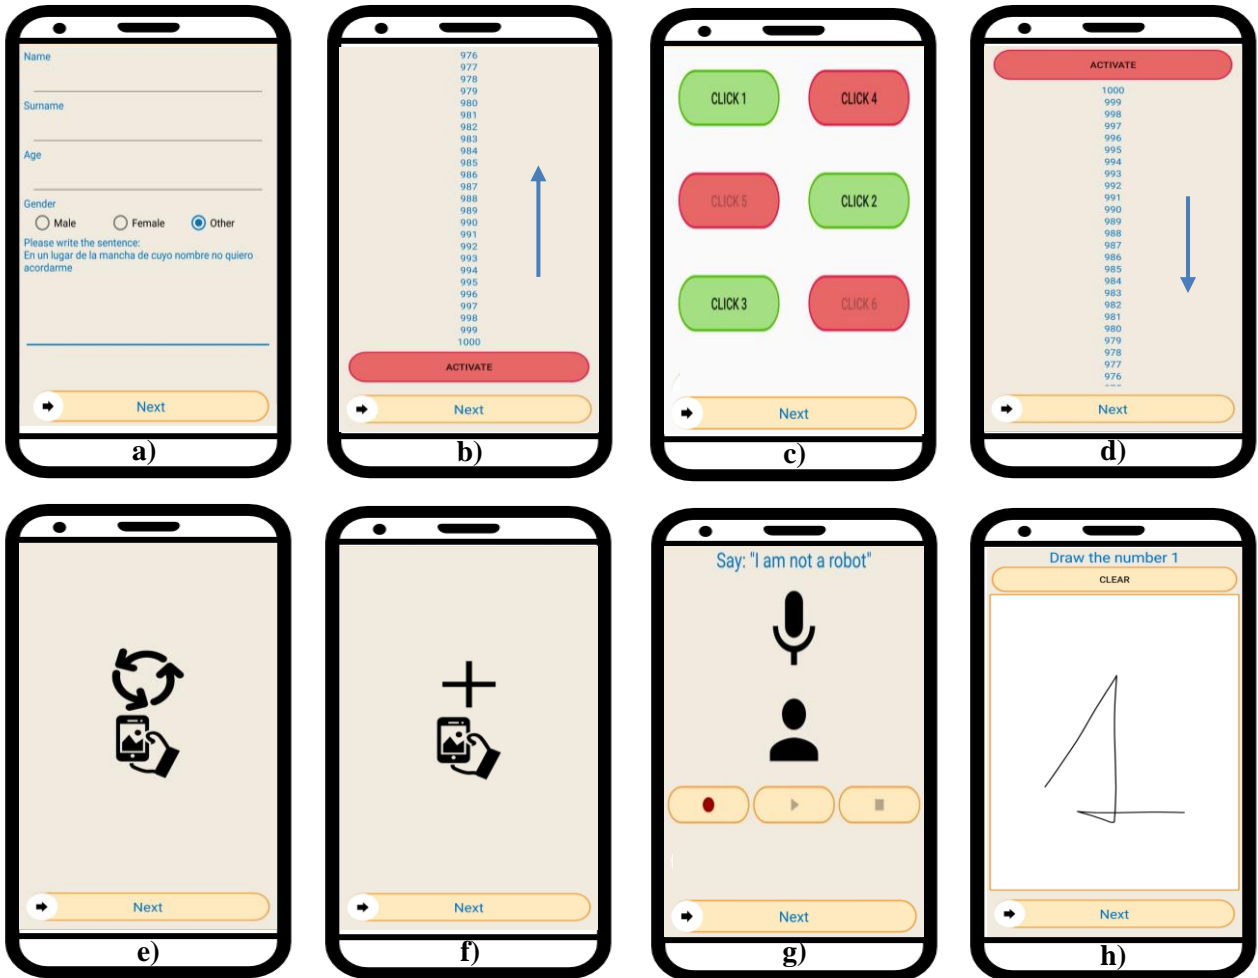 Name
Surname
Age
Gender
Male Female Other
Please write the sentence:
En un lugar de la mancha de cuyo nombre no quiero
acordarme
Next
a)
976
977
978
979
980
981
982
983
984
985
986
987
988
989
990
991
992
993
994
995
996
997
998
999
1000
ACTIVATE
Next
b)
CLICK 1 CLICK 4
CLICK 5 CLICK 2
CLICK 3 CLICK 6
Next
c)
ACTIVATE
1000
999
998
997
996
995
994
993
992
991
990
989
988
987
986
985
984
983
982
981
980
979
978
977
976
Next
d)
Next
e)
Next
f)
Say: "I am not a robot"
Next
g)
Draw the number 1
CLEAR
1
Next
h)